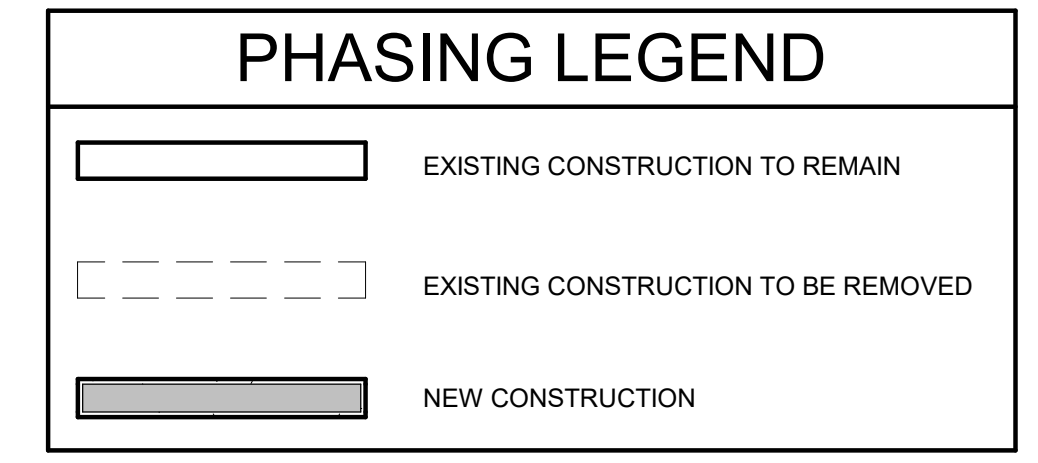 PHASING LEGEND
EXISTING CONSTRUCTION TO REMAIN
EXISTING CONSTRUCTION TO BE REMOVED
NEW CONSTRUCTION